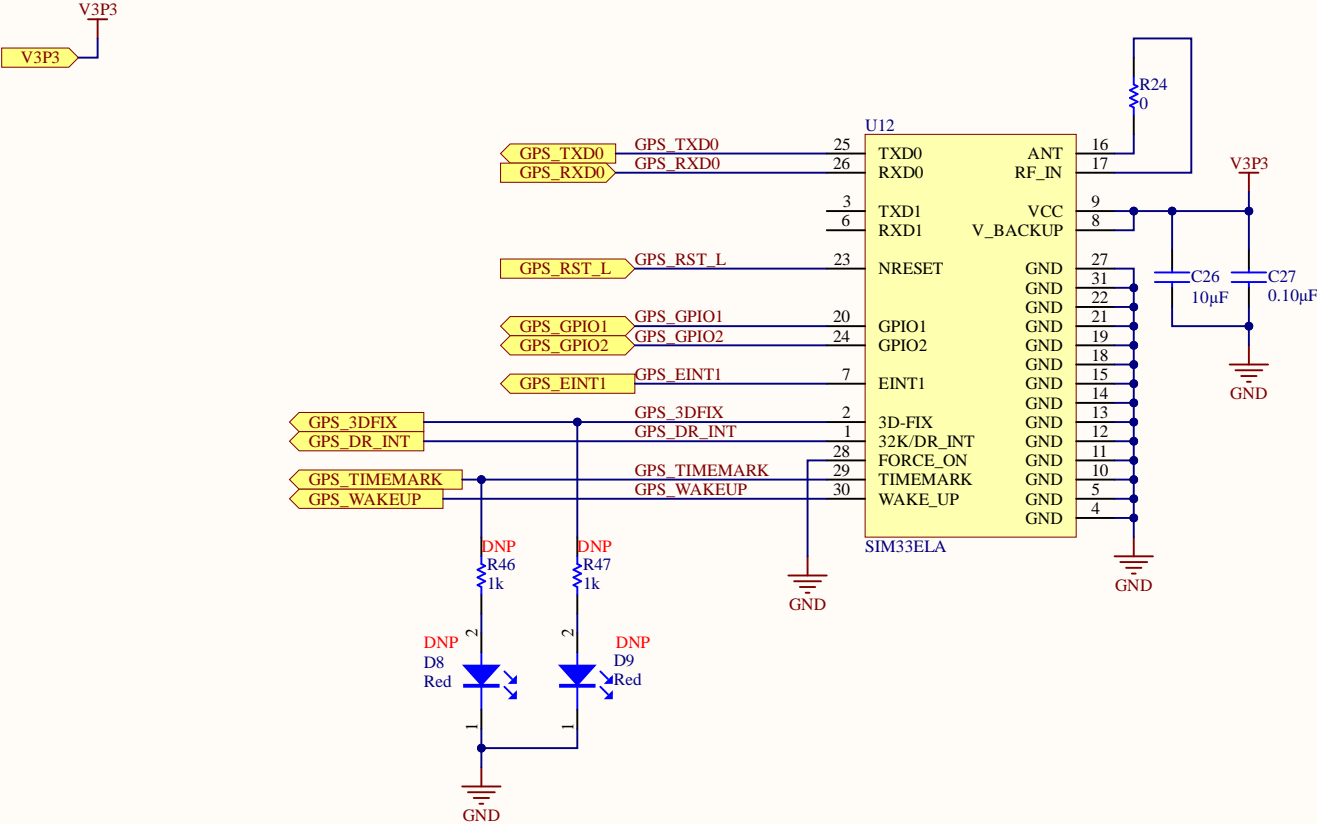 V3P3
V3P3
R24
0
U12
GPS_TXD0 GPS_TXD0 25 TXD0 ANT 16
GPS_RXD0 GPS_RXD0 26 RXD0 RF_IN 17
V3P3
3 TXD1 VCC 9
6 RXD1 V_BACKUP 8
GPS_RST_L GPS_RST_L 23 NRESET GND 27
GND 31
C26 C27
10µF 0.10µF
GND 22
GPS_GPIO1 GPS_GPIO1 20 GPIO1 GND 21
GPS_GPIO2 GPS_GPIO2 24 GPIO2 GND 19
GND 18
GPS_EINT1 GPS_EINT1 7 EINT1 GND 15
GND
GND 14
GPS_3DFIX GPS_3DFIX 2 3D-FIX GND 13
GPS_DR_INT GPS_DR_INT 1 32K/DR_INT GND 12
28 FORCE_ON GND 11
GPS_TIMEMARK GPS_TIMEMARK 29 TIMEMARK GND 10
GPS_WAKEUP GPS_WAKEUP 30 WAKE_UP GND 5
GND 4
SIM33ELA
DNP DNP
R46 R47
1k 1k
GND
GND
2 2
DNP DNP
D8 D9
Red Red
1 1
GND